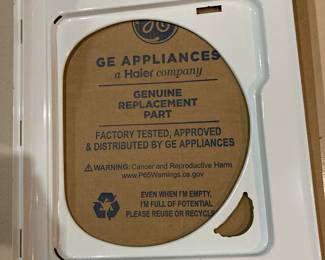 GE APPLIANCES
a Haier company
GENUINE
REPLACEMENT
PART
FACTORY TESTED, APPROVED
& DISTRIBUTED BY GE APPLIANCES
WARNING: Cancer and Reproductive Harm
www.P65Warnings.ca.gov
EVEN WHEN I'M EMPTY,
I'M FULL OF POTENTIAL
PLEASE REUSE OR RECYCLE